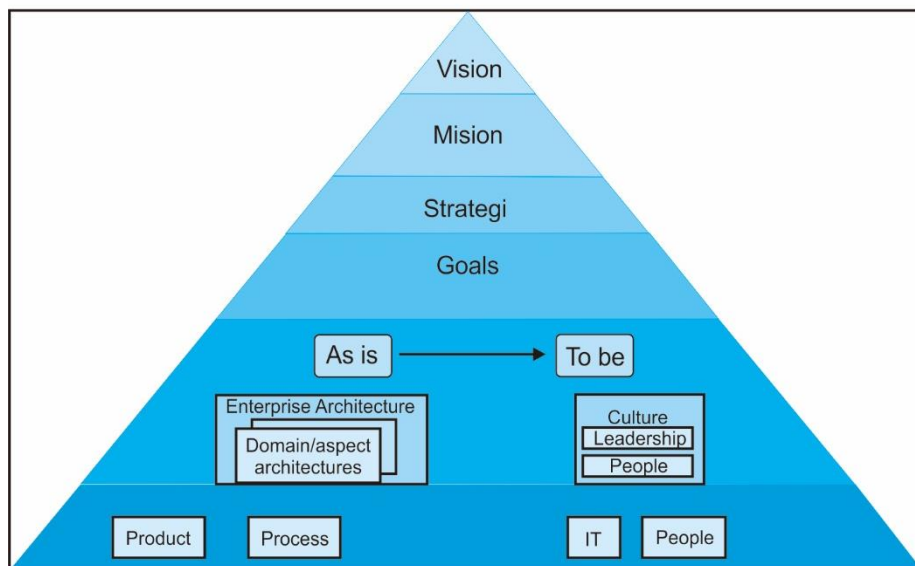 Vision
Mision
Strategi
Goals
As is
To be
Enterprise Architecture
Domain/aspect
architectures
Culture
Leadership
People
Product
Process
IT
People